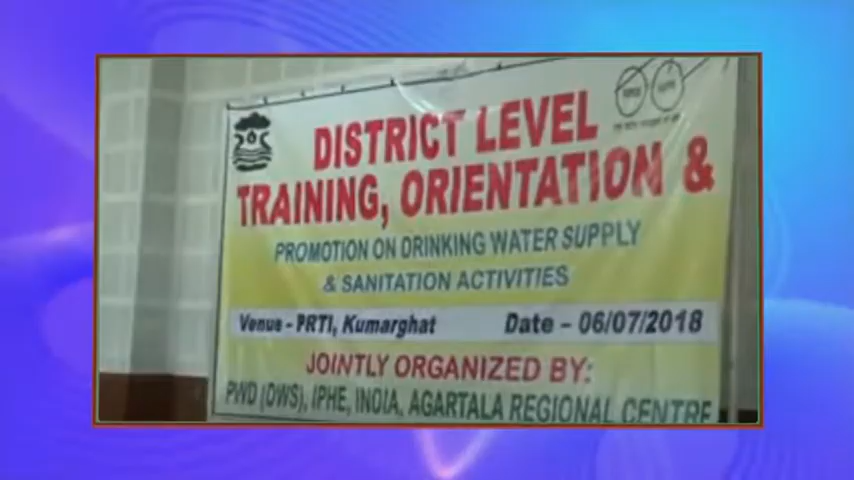 DISTRICT LEVEL
TRAINING, ORIENTATION &
PROMOTION ON DRINKING WATER SUPPLY
& SANITATION ACTIVITIES
Venue - PRTI, Kumarghat Date - 06/07/2018
JOINTLY ORGANIZED BY:
PWD (DWS), IPHE, INDIA, AGARTALA REGIONAL CENTRE